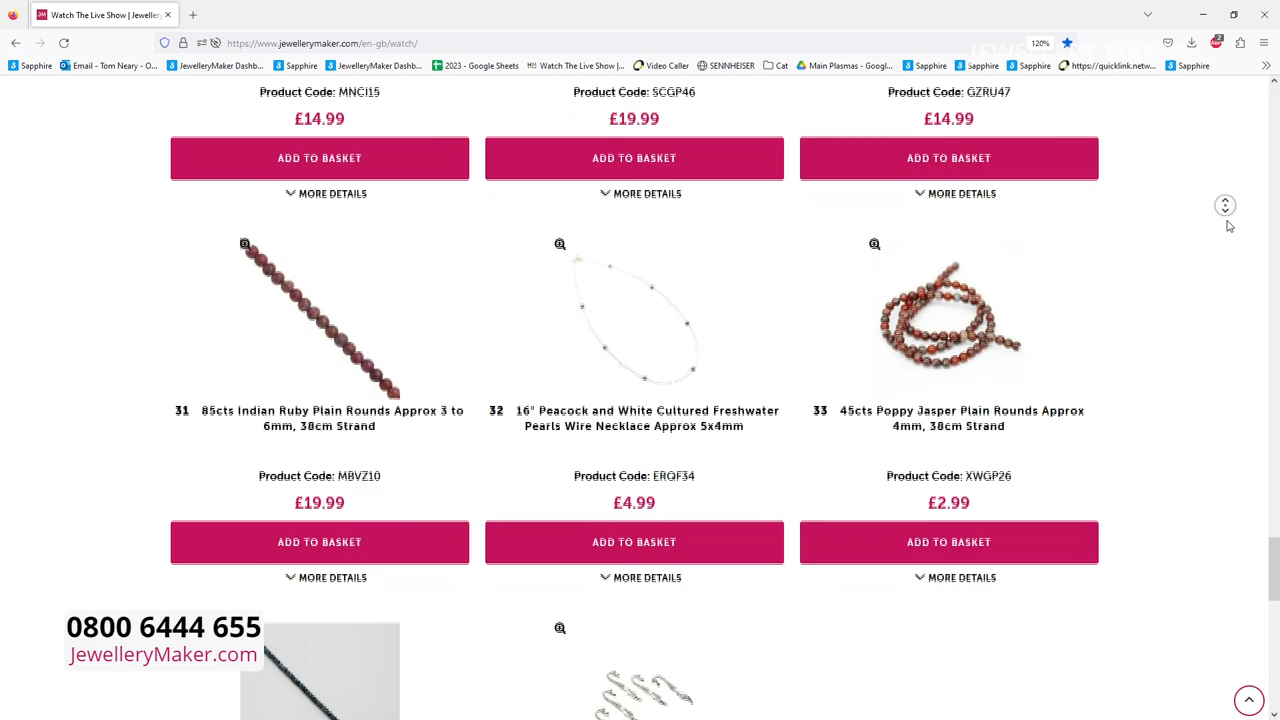 Watch The Live Show | Jeweller
https://www.jewellerymaker.com/en-gb/watch/
120%
2
Sapphire
Email - Tom Neary - O...
JewelleryMaker Dashb...
Sapphire
JewelleryMaker Dashb...
2023 - Google Sheets
Watch The Live Show |...
Video Caller
SENNHEISER
Cat
Main Plasmas - Googl...
Sapphire
Sapphire
Sapphire
https://quicklink.netw...
Sapphire
Product Code: MNCI15
Product Code: SCGP46
Product Code: GZRU47
£14.99
£19.99
£14.99
ADD TO BASKET
ADD TO BASKET
ADD TO BASKET
MORE DETAILS
MORE DETAILS
MORE DETAILS
31 85cts Indian Ruby Plain Rounds Approx 3 to
6mm, 38cm Strand
32 16" Peacock and White Cultured Freshwater
Pearls Wire Necklace Approx 5x4mm
33 45cts Poppy Jasper Plain Rounds Approx
4mm, 38cm Strand
Product Code: MBVZ10
Product Code: ERQF34
Product Code: XWGP26
£19.99
£4.99
£2.99
ADD TO BASKET
ADD TO BASKET
ADD TO BASKET
MORE DETAILS
MORE DETAILS
MORE DETAILS
0800 6444 655
JewelleryMaker.com